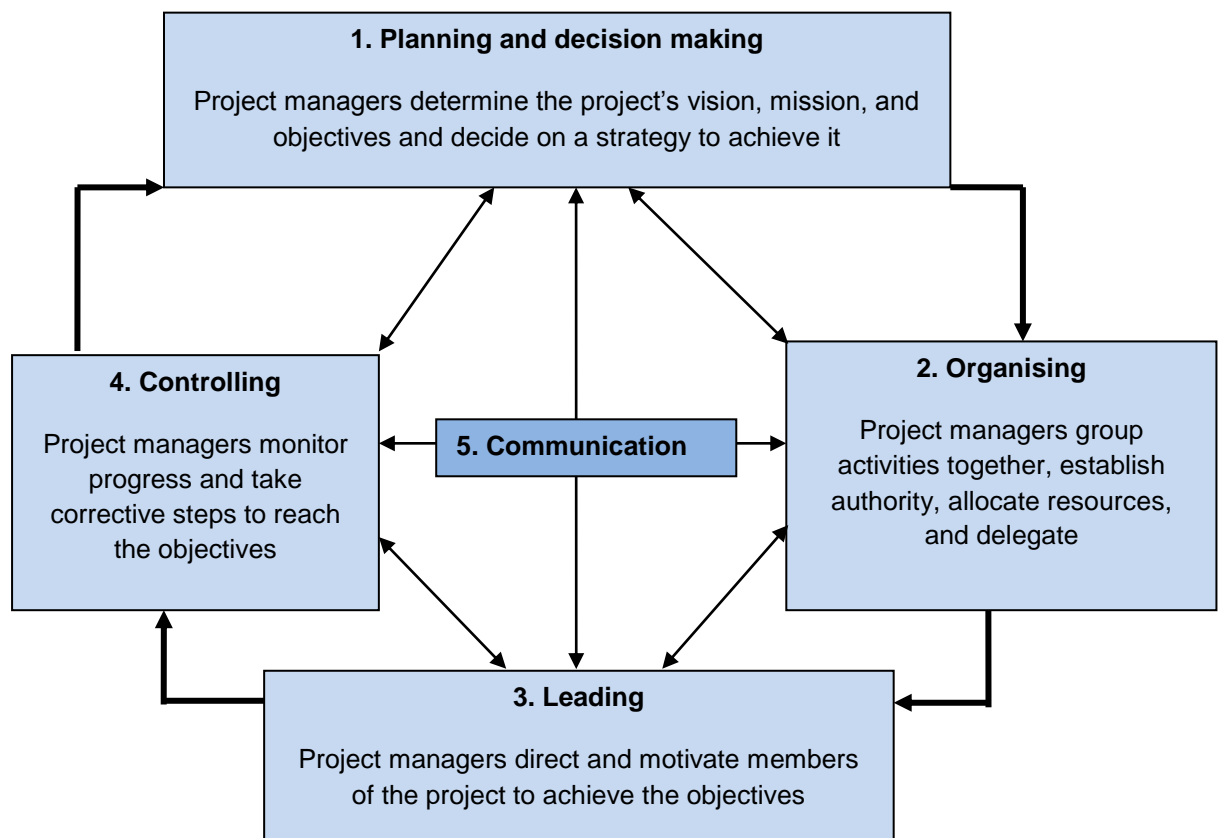 1. Planning and decision making
Project managers determine the project’s vision, mission, and
objectives and decide on a strategy to achieve it
4. Controlling
Project managers monitor
progress and take
corrective steps to reach
the objectives
5. Communication
2. Organising
Project managers group
activities together, establish
authority, allocate resources,
and delegate
3. Leading
Project managers direct and motivate members
of the project to achieve the objectives